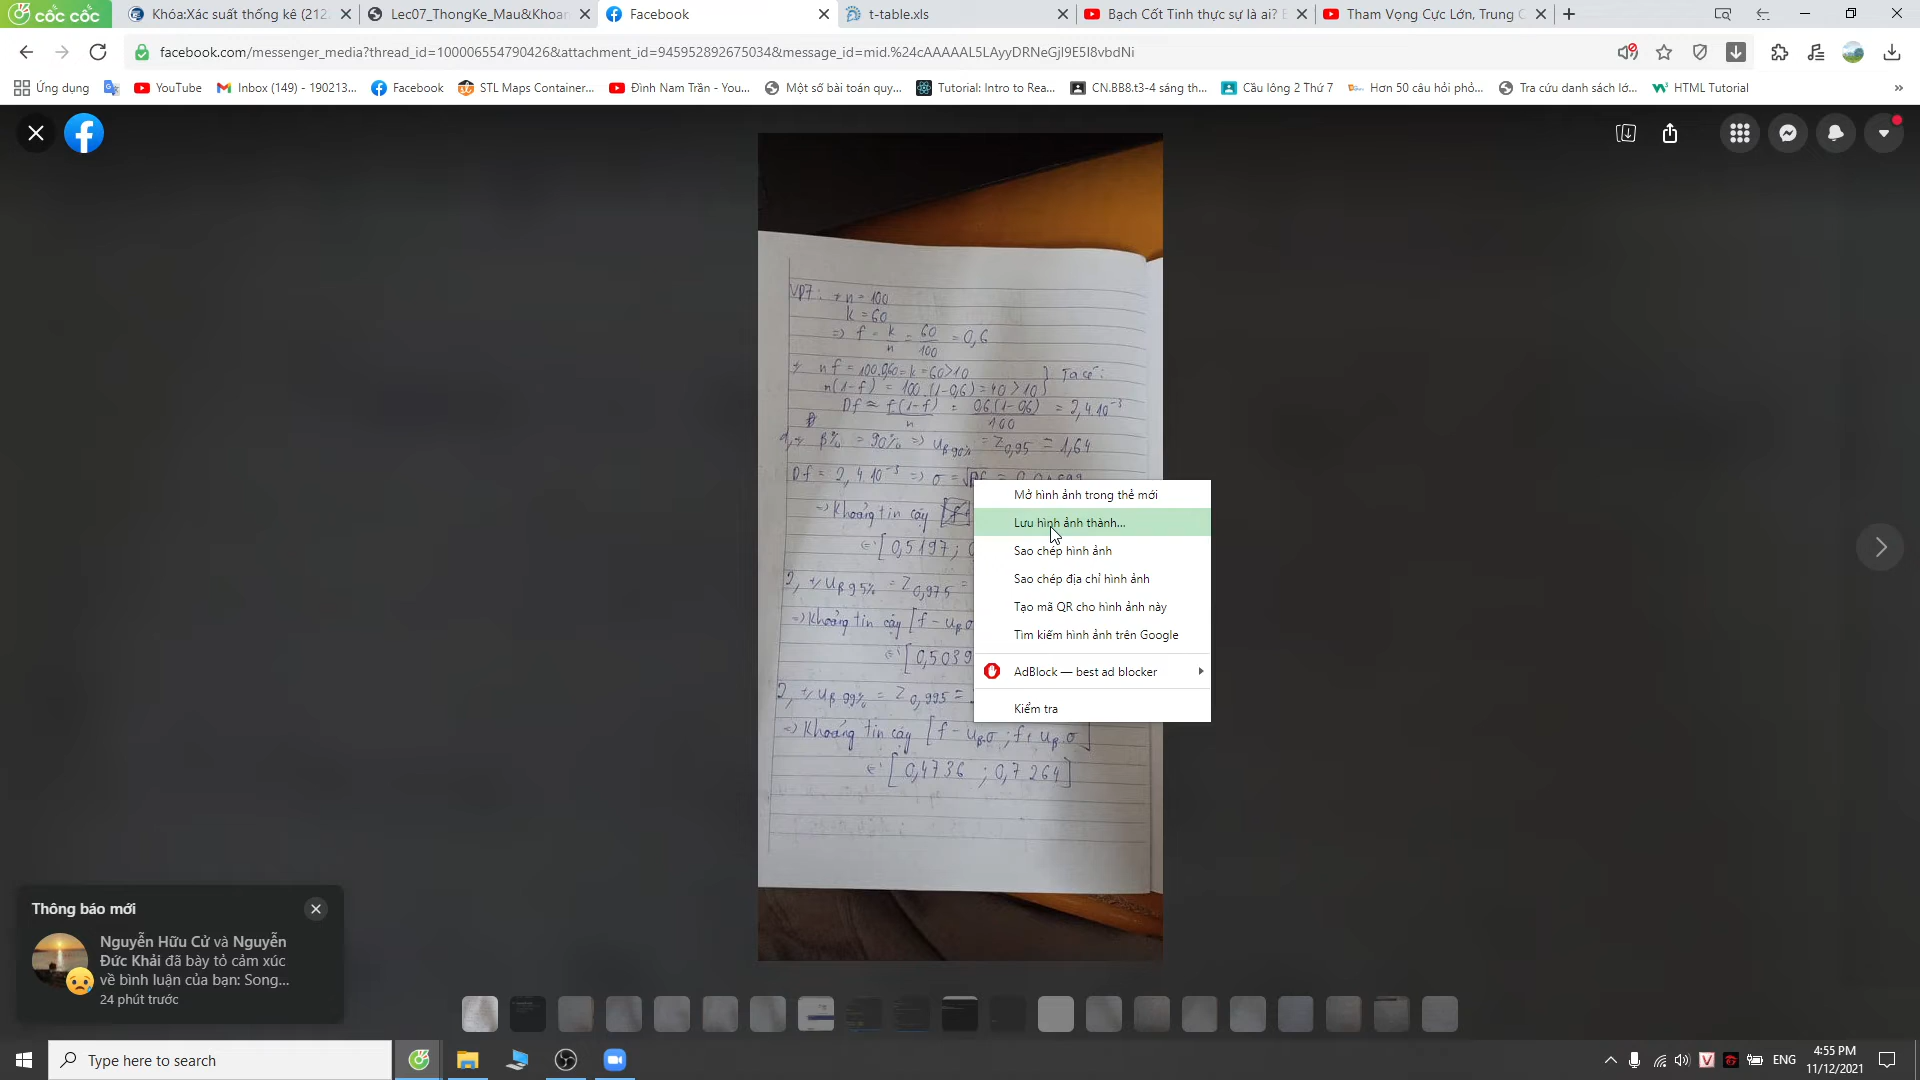 cốc cốc
Khóa:Xác suất thống kê (212
Lec07_ThongKe_Mau&Khoan
Facebook
t-table.xls
Bạch Cốt Tinh thực sự là ai?
Tham Vọng Cực Lớn, Trung
facebook.com/messenger_media?thread_id=100006554790426&attachment_id=945952892675034&message_id=mid.%24cAAAAAL5LAyyDRNeGjl9E5I8vbdNi
Ứng dụng
YouTube
Inbox (149) - 190213...
Facebook
STL Maps Container...
Đình Nam Trần - You...
Một số bài toán quy...
Tutorial: Intro to Rea...
CN.BB8.t3-4 sáng th...
Cầu lông 2 Thứ 7
Hơn 50 câu hỏi phỏ...
Tra cứu danh sách lớ...
HTML Tutorial
VD7: + n = 100
k = 60
=> f = k/n = 60/100 = 0,6
+ nf = 100.0,60 = k = 60 > 10 } Ta có:
n(1-f) = 100.(1-0,6) = 40 > 10 }
Df ≈ f(1-f)/n = 0,6.(1-0,6)/100 = 2,4.10⁻³
1, + β% = 90% => uβ90% = Z0,95 = 1,64
Df = 2,4.10⁻³ => σ = √Df =
=> Khoảng tin cậy
[0,5197;
2, + uβ95% = Z0,975 =
=> Khoảng tin cậy [f - uβ.σ
[0,5039
2, + uβ99% = Z0,995 =
=> Khoảng tin cậy [f - uβ.σ ; f + uβ.σ]
[0,4736 ; 0,7264]
Mở hình ảnh trong thẻ mới
Lưu hình ảnh thành...
Sao chép hình ảnh
Sao chép địa chỉ hình ảnh
Tạo mã QR cho hình ảnh này
Tìm kiếm hình ảnh trên Google
AdBlock — best ad blocker
Kiểm tra
Thông báo mới
Nguyễn Hữu Cử và Nguyễn
Đức Khải đã bày tỏ cảm xúc
về bình luận của bạn: Song...
24 phút trước
Type here to search
ENG
4:55 PM
11/12/2021